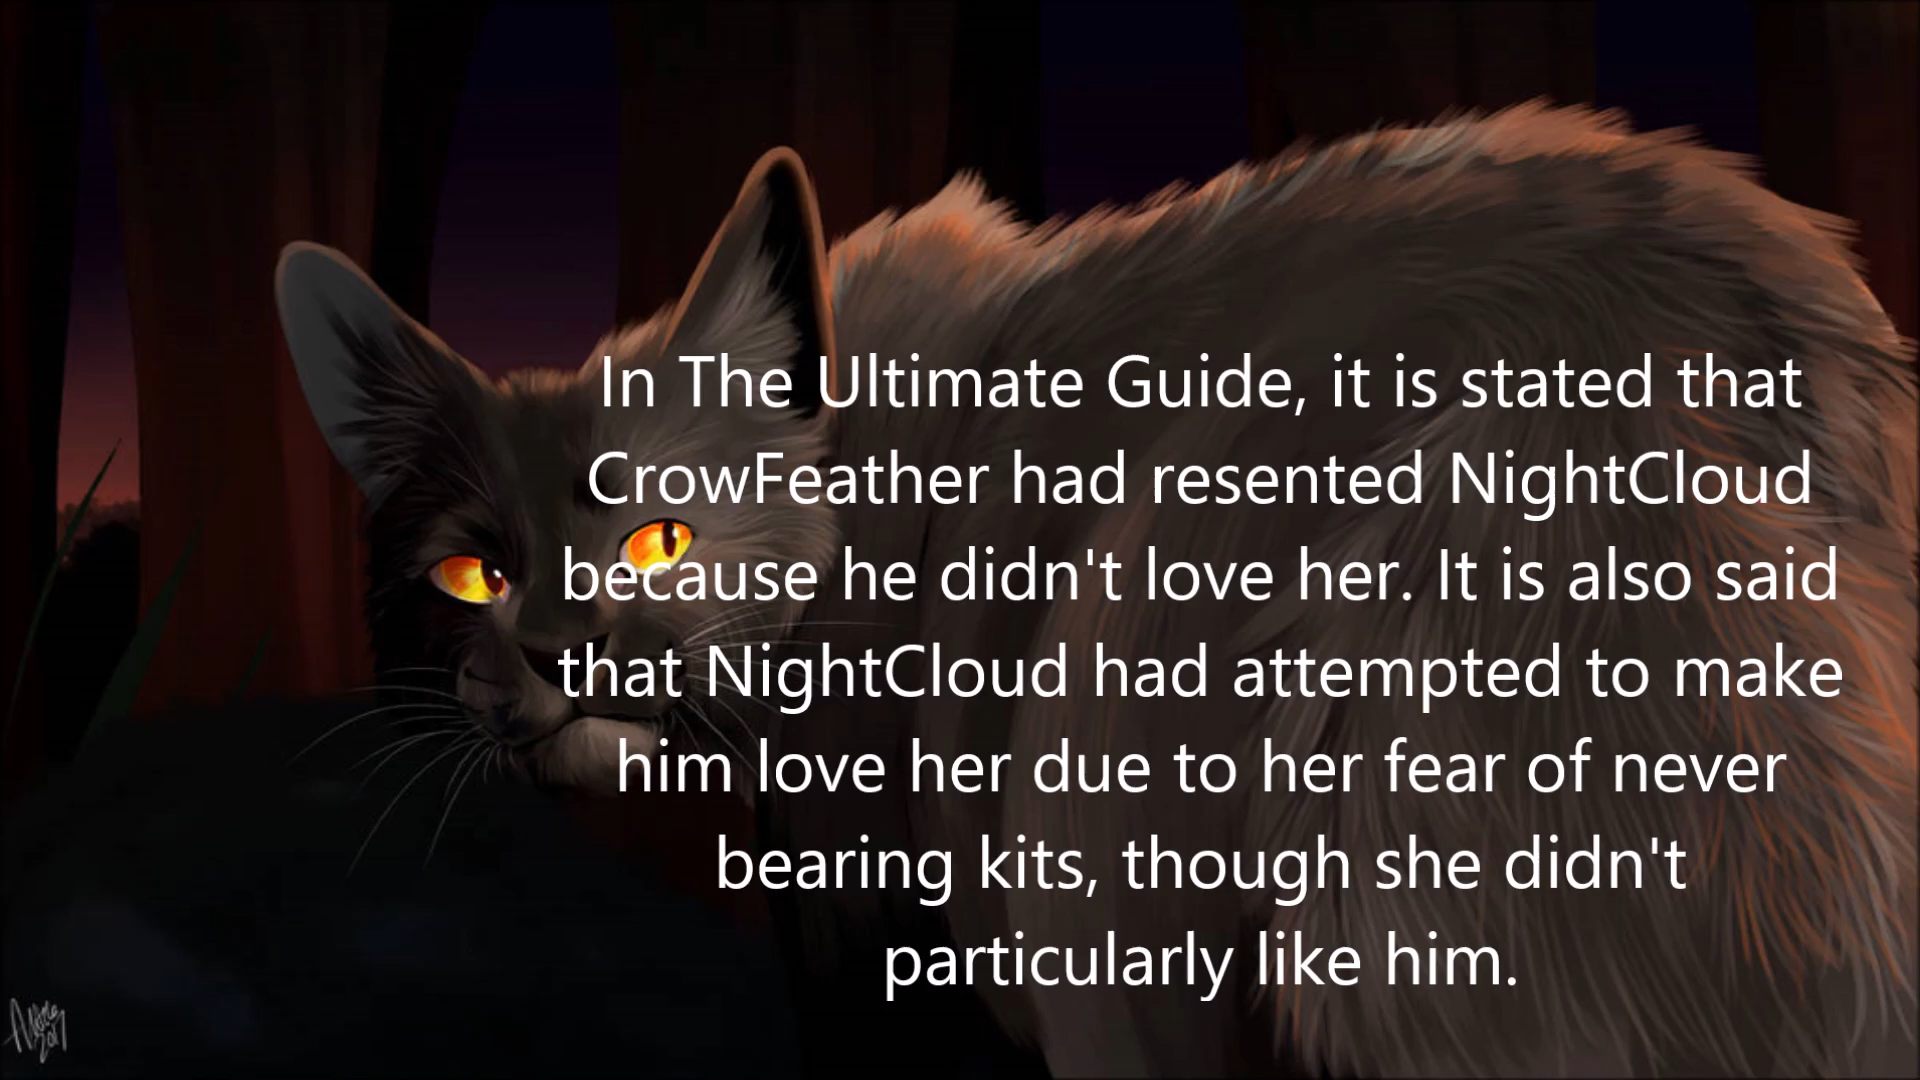 In The Ultimate Guide, it is stated that
CrowFeather had resented NightCloud
because he didn't love her. It is also said
that NightCloud had attempted to make
him love her due to her fear of never
bearing kits, though she didn't
particularly like him.